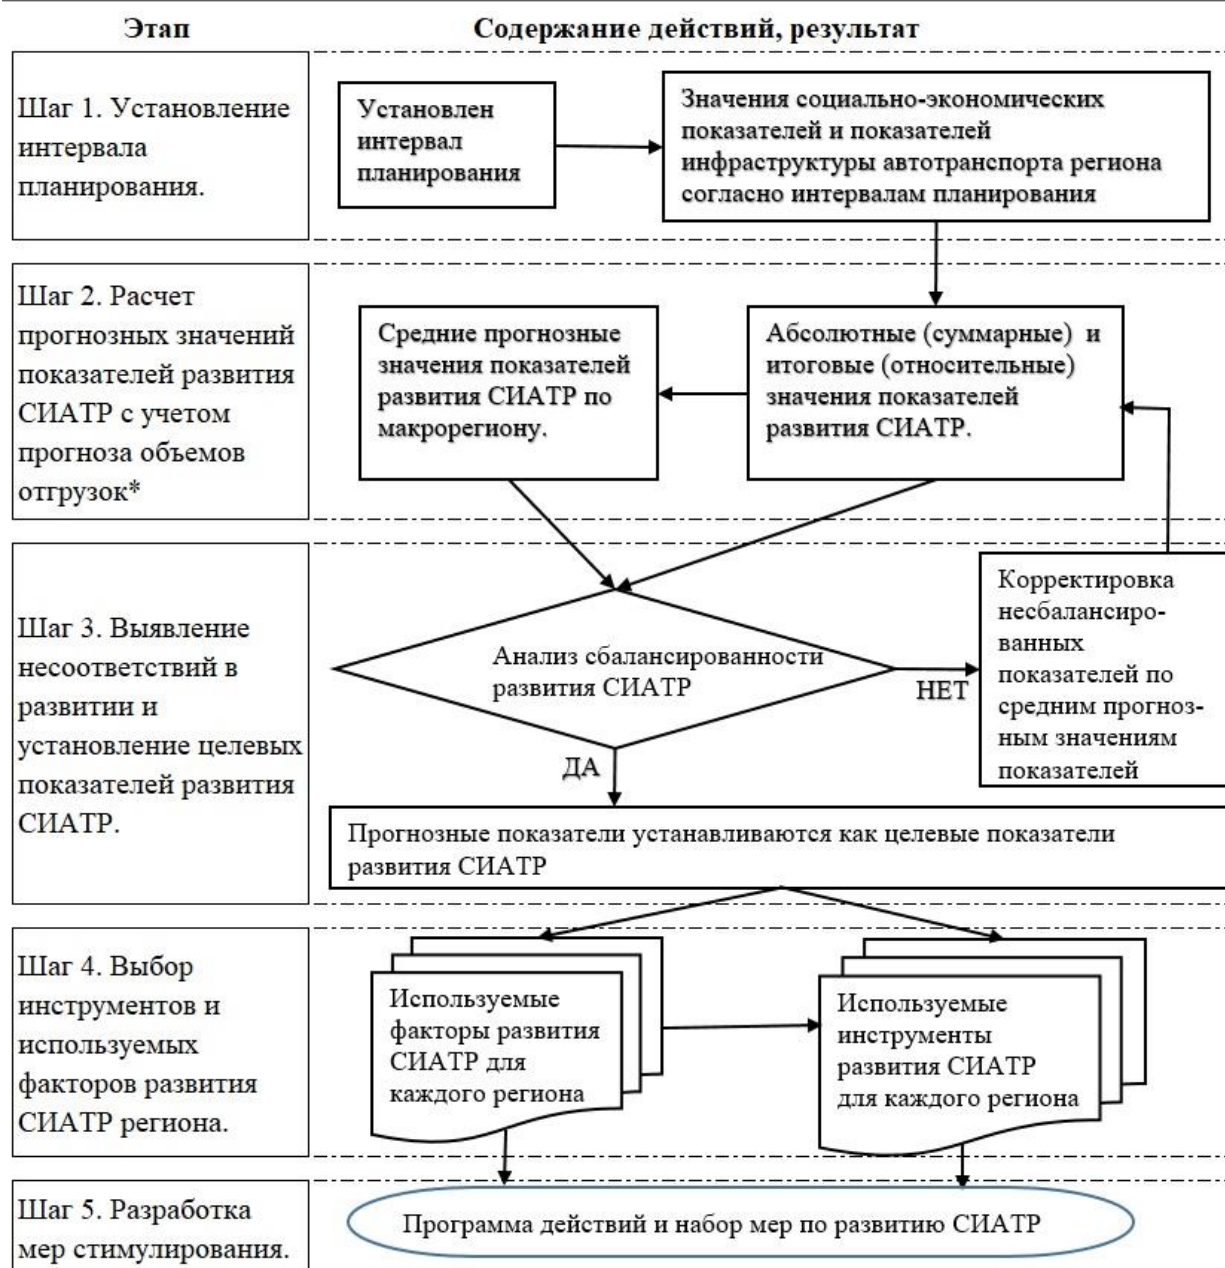 Этап
Содержание действий, результат
Шаг 1. Установление
интервала
планирования.
Установлен
интервал
планирования
Значения социально-экономических
показателей и показателей
инфраструктуры автотранспорта региона
согласно интервалам планирования
Шаг 2. Расчет
прогнозных значений
показателей развития
СИАТР с учетом
прогноза объемов
отгрузок*
Средние прогнозные
значения показателей
развития СИАТР по
макрорегиону.
Абсолютные (суммарные) и
итоговые (относительные)
значения показателей
развития СИАТР.
Шаг 3. Выявление
несоответствий в
развитии и
установление целевых
показателей развития
СИАТР.
Анализ сбалансированности
развития СИАТР
НЕТ
ДА
Корректировка
несбалансиро-
ванных
показателей по
средним прогноз-
ным значениям
показателей
Прогнозные показатели устанавливаются как целевые показатели
развития СИАТР
Шаг 4. Выбор
инструментов и
используемых
факторов развития
СИАТР региона.
Используемые
факторы развития
СИАТР для
каждого региона
Используемые
инструменты
развития СИАТР
для каждого региона
Шаг 5. Разработка
мер стимулирования.
Программа действий и набор мер по развитию СИАТР